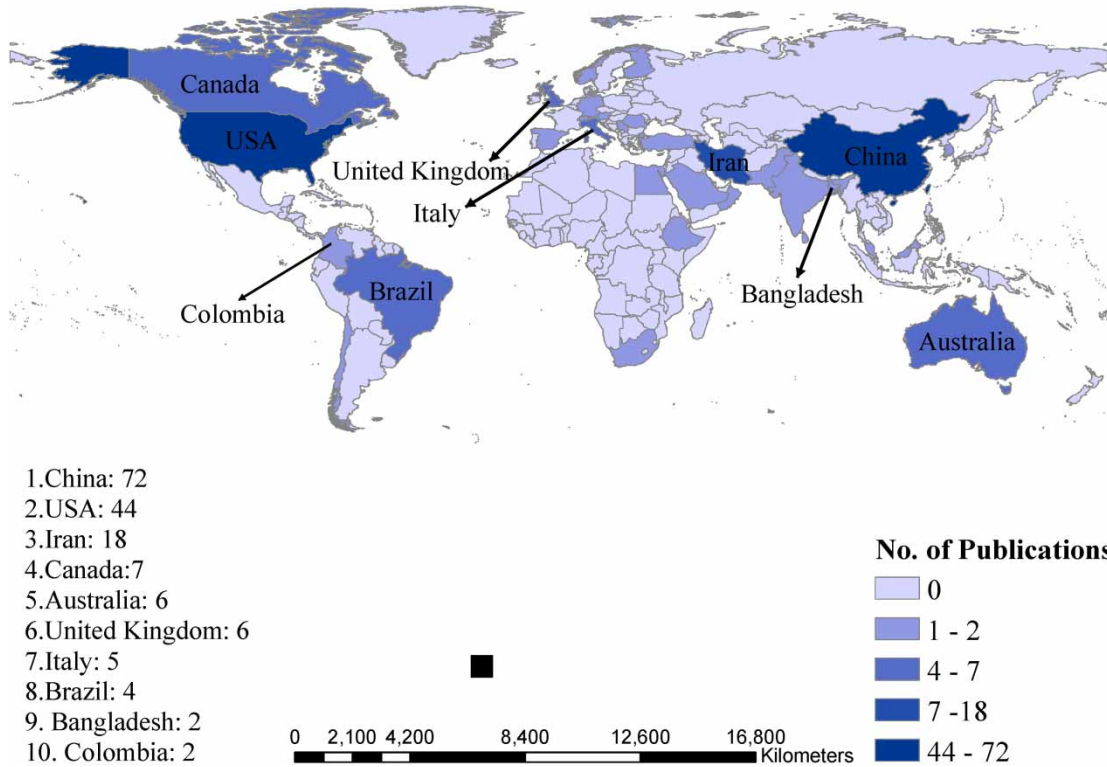 Canada
USA
United Kingdom
Italy
Iran
China
Colombia
Brazil
Bangladesh
Australia
1.China: 72
2.USA: 44
3.Iran: 18
4.Canada:7
5.Australia: 6
6.United Kingdom: 6
7.Italy: 5
8.Brazil: 4
9. Bangladesh: 2
10. Colombia: 2
No. of Publications
0
1 - 2
4 - 7
7 -18
44 - 72
0 2,100 4,200 8,400 12,600 16,800
Kilometers